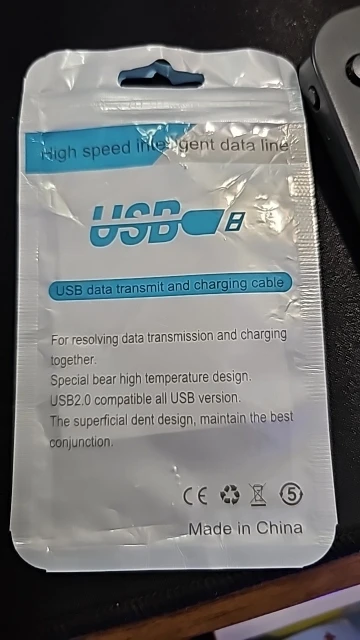 High speed intelligent data line
USB
USB data transmit and charging cable
For resolving data transmission and charging
together.
Special bear high temperature design.
USB2.0 compatible all USB version.
The superficial dent design, maintain the best
conjunction.
CE 5
Made in China